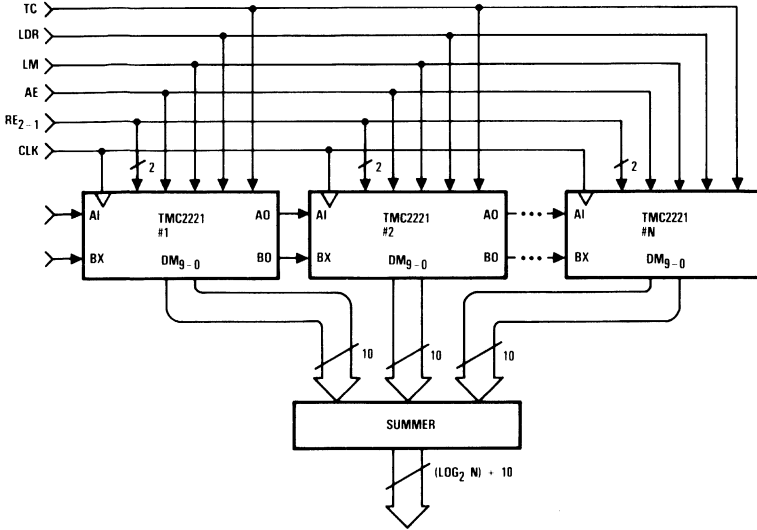 TC
LDR
LM
AE
RE2-1
CLK
2 2 2
AI TMC2221 AO AI TMC2221 AO AI TMC2221
#1 #2 #N
BX DM9-0 BO BX DM9-0 BO BX DM9-0
10 10 10
SUMMER
(LOG2 N) + 10